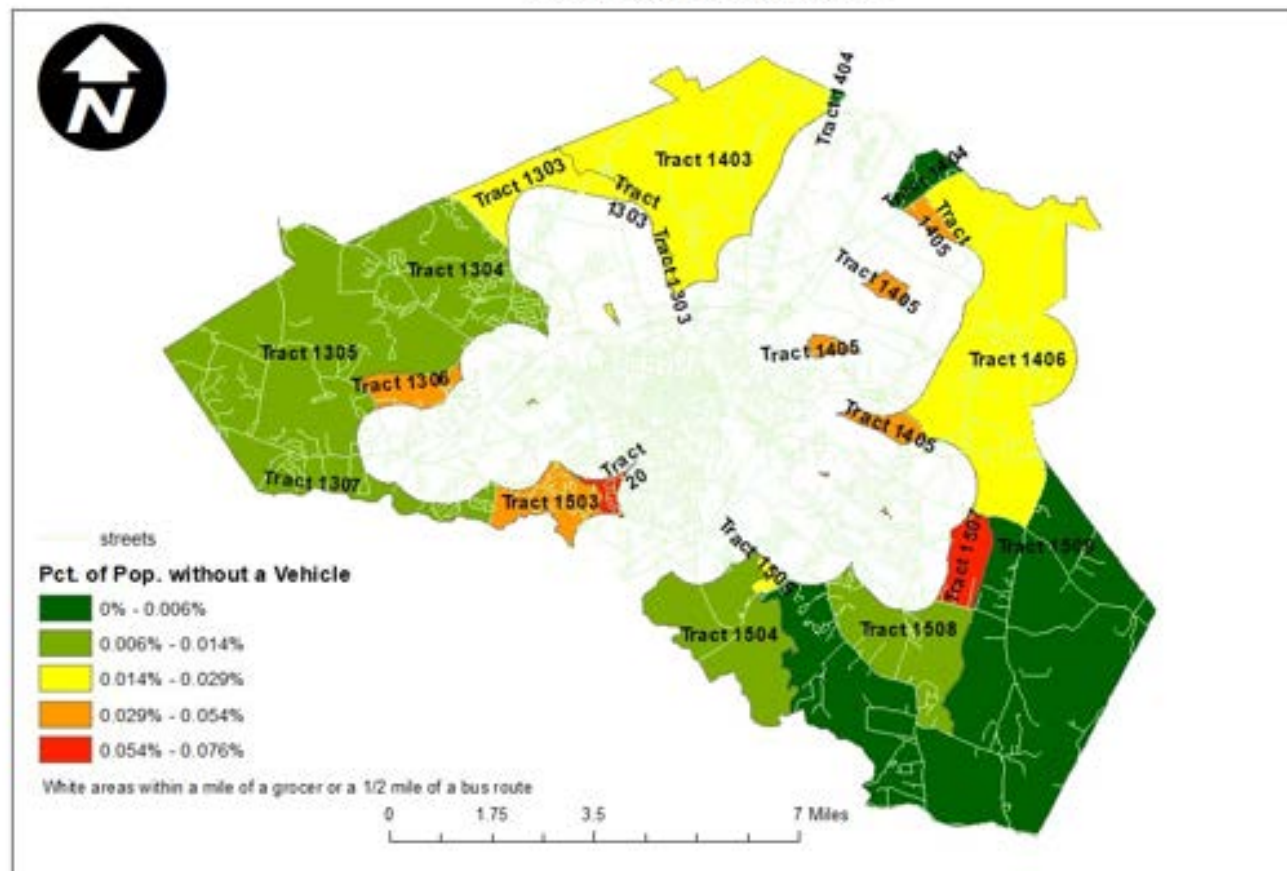 N
Tract 1404
Tract 1403
Tract 1303
Tract
1303
Tract 1303
Tract
1405
Tract 1405
Tract 1304
Tract 1305
Tract 1405
Tract 1406
Tract 1306
Tract 1405
Tract
20
Tract 1307
Tract 1503
Tract 1507
Tract 1509
Tract 1504
Tract 1508
streets
Pct. of Pop. without a Vehicle
0% - 0.006%
0.006% - 0.014%
0.014% - 0.029%
0.029% - 0.054%
0.054% - 0.076%
White areas within a mile of a grocer or a 1/2 mile of a bus route
0
1.75
3.5
7 Miles